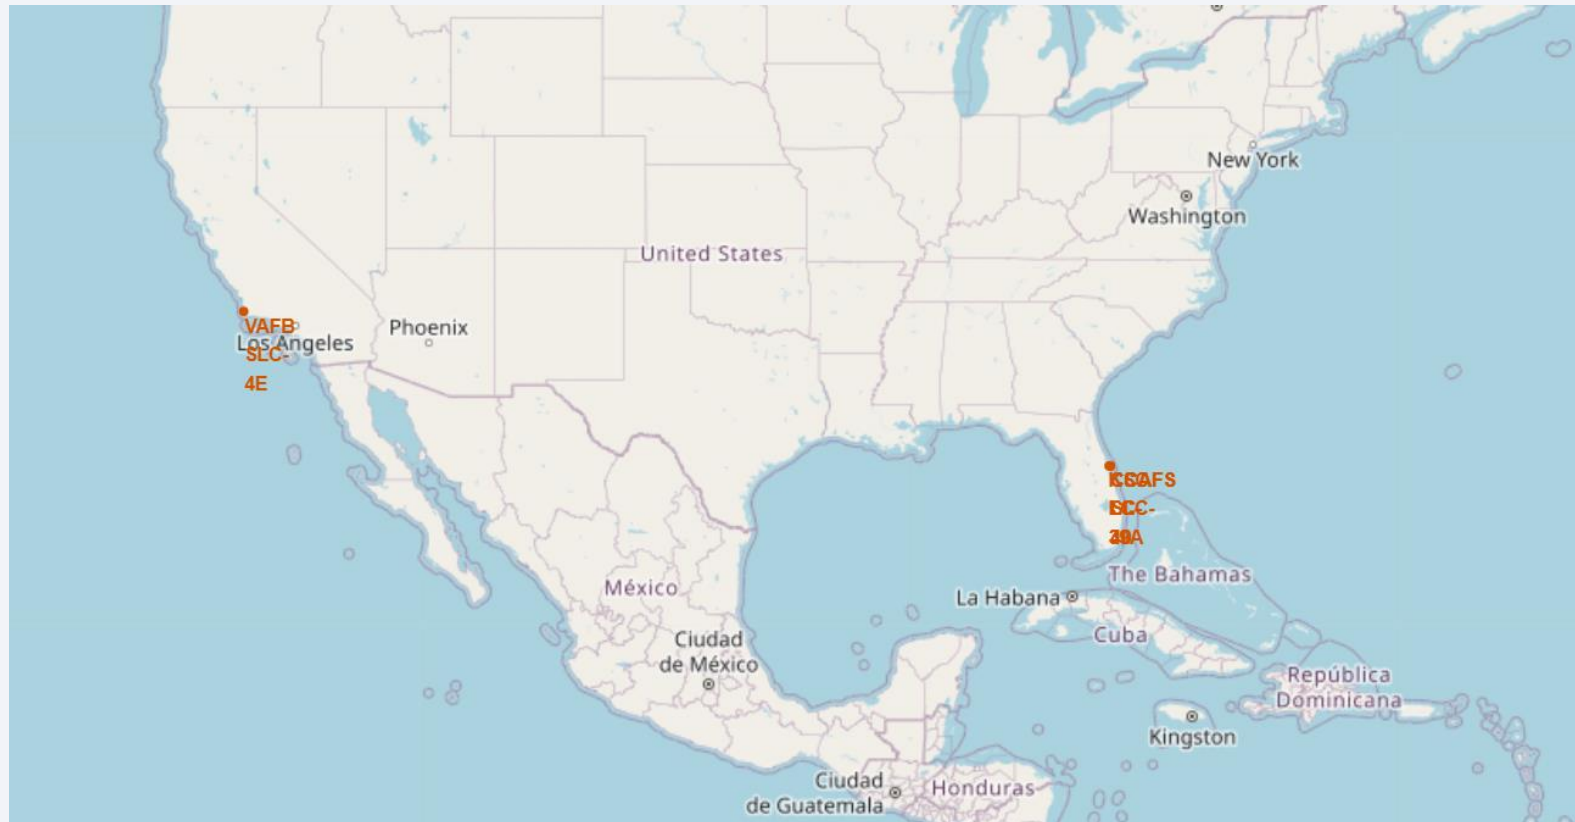 New York
Washington
United States
VAFB
SLC-
4E
Los Angeles
Phoenix
México
Ciudad
de México
La Habana
The Bahamas
Cuba
República
Dominicana
Kingston
Ciudad
de Guatemala
Honduras